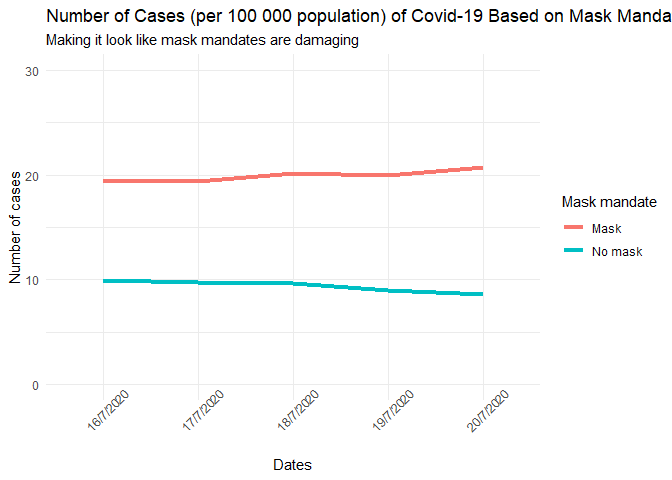 Number of Cases (per 100 000 population) of Covid-19 Based on Mask Manda
Making it look like mask mandates are damaging
30
20
10
0
Number of cases
16/7/2020
17/7/2020
18/7/2020
19/7/2020
20/7/2020
Dates
Mask mandate
Mask
No mask